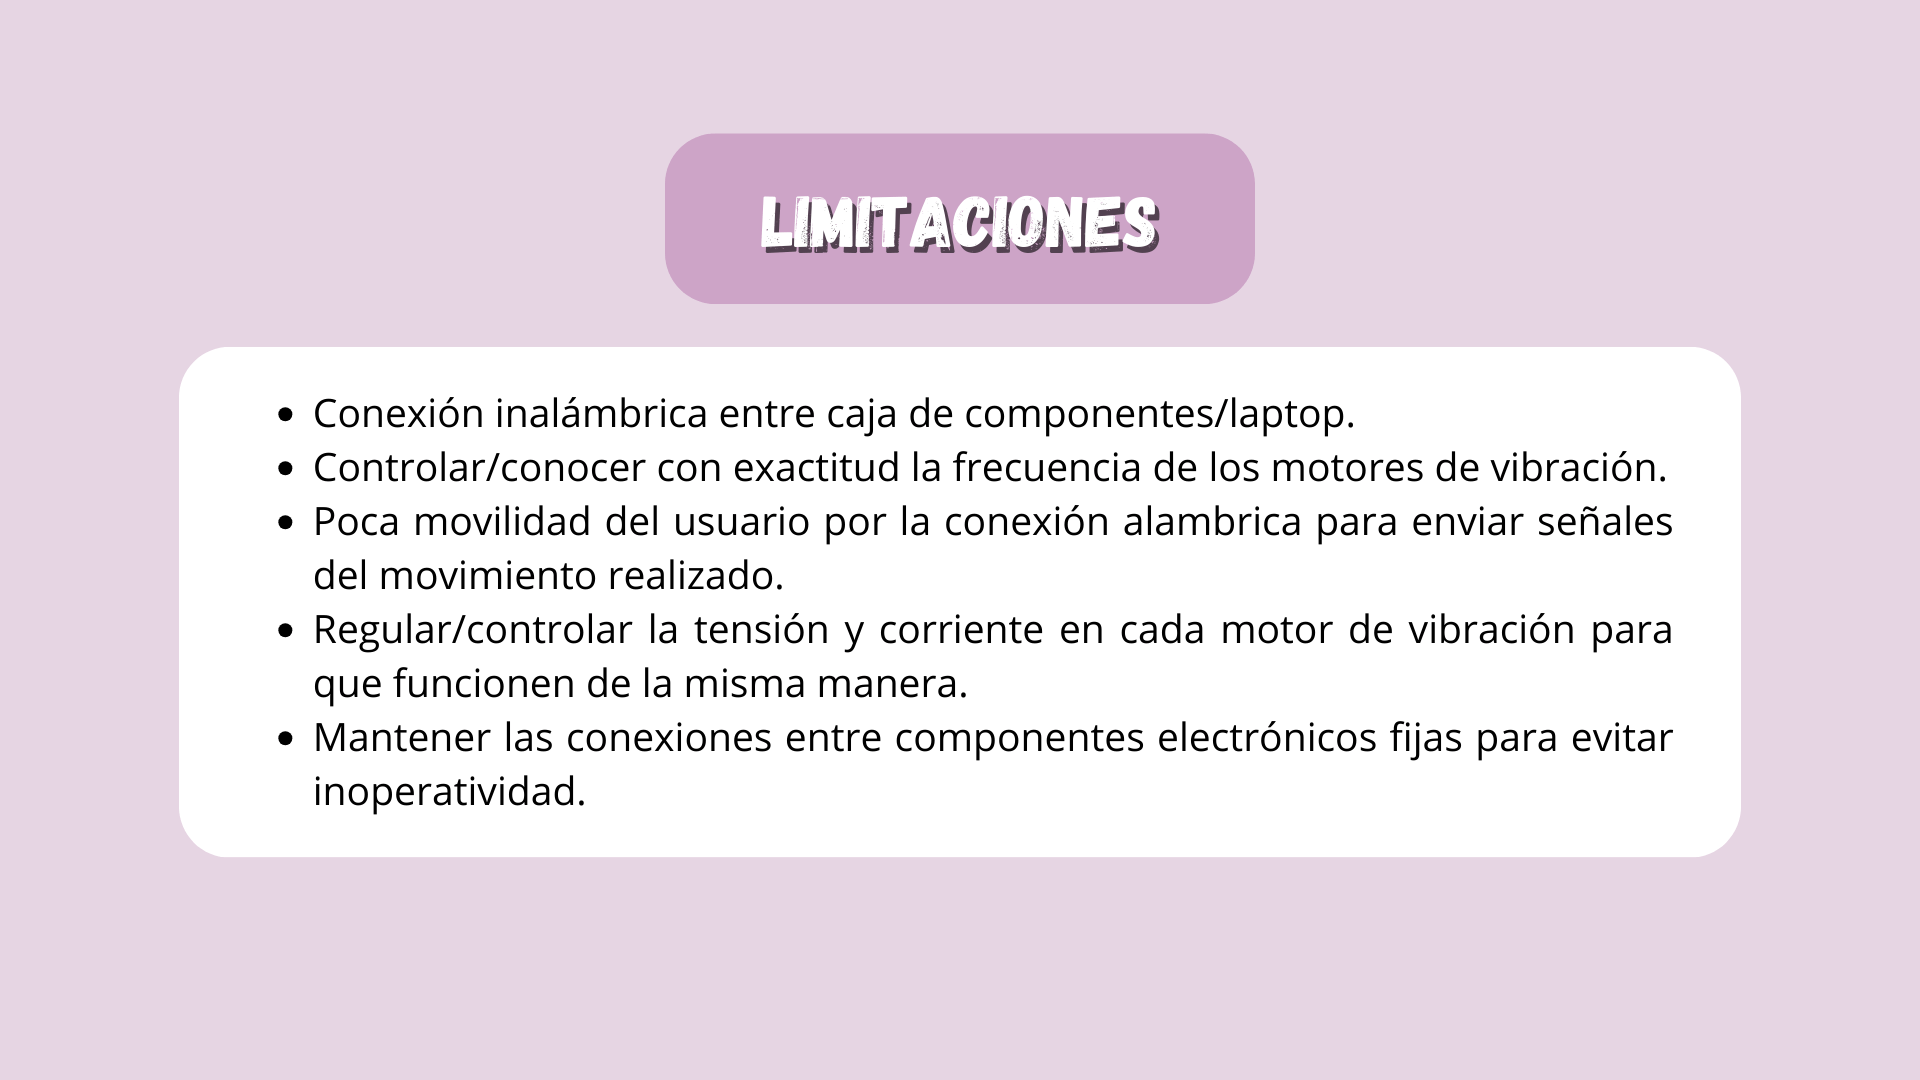 LIMITACIONES
• Conexión inalámbrica entre caja de componentes/laptop.
• Controlar/conocer con exactitud la frecuencia de los motores de vibración.
• Poca movilidad del usuario por la conexión alambrica para enviar señales
del movimiento realizado.
• Regular/controlar la tensión y corriente en cada motor de vibración para
que funcionen de la misma manera.
• Mantener las conexiones entre componentes electrónicos fijas para evitar
inoperatividad.